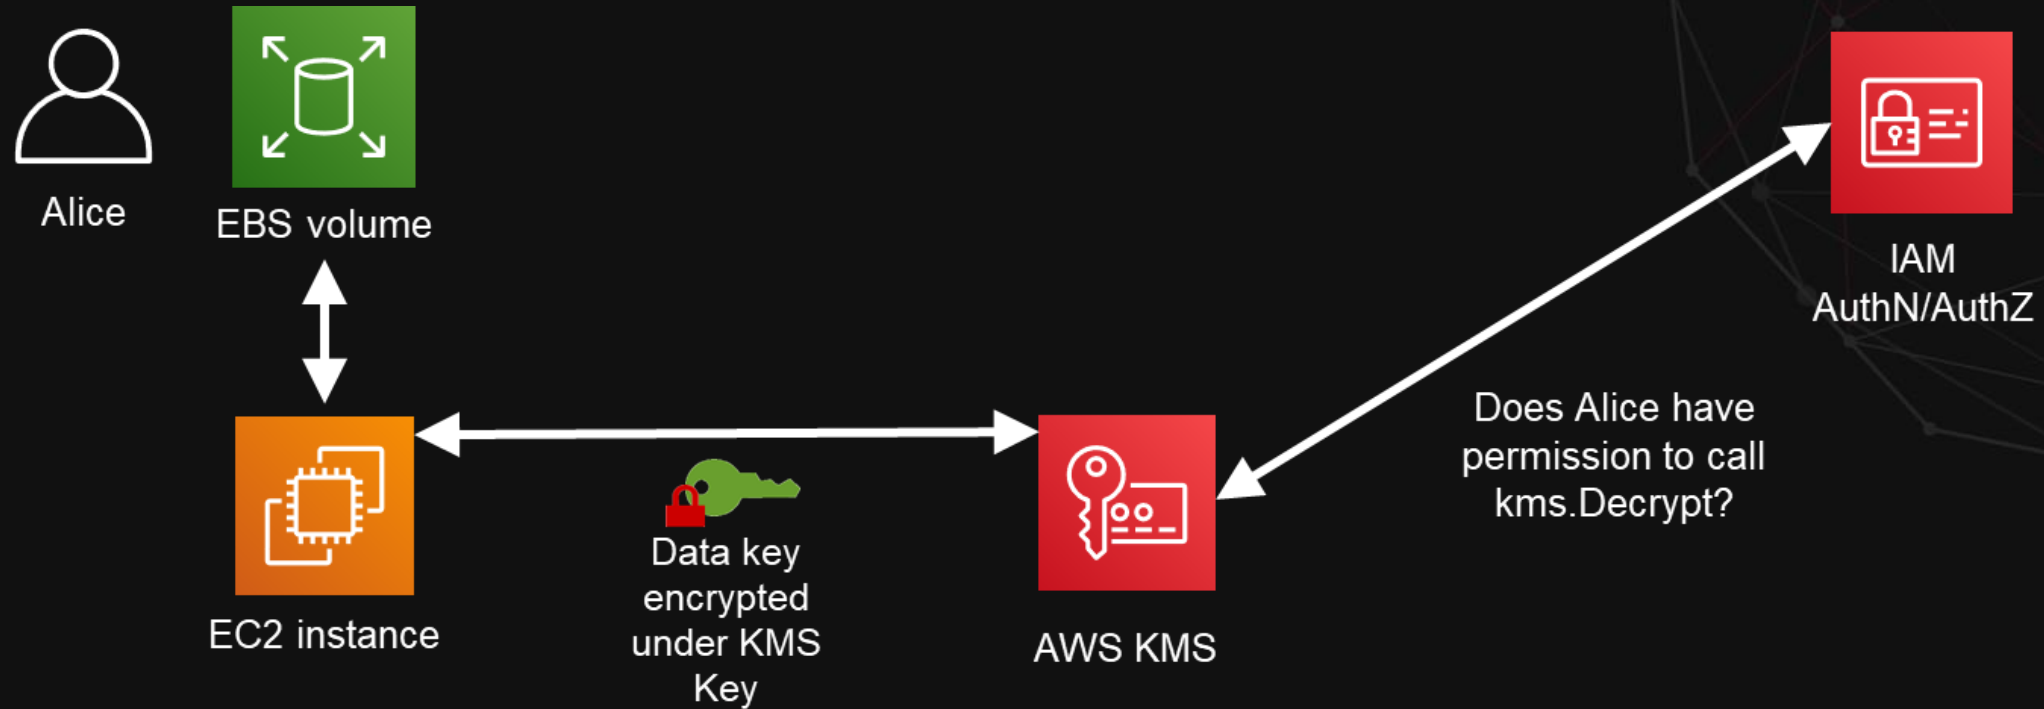 Alice
EBS volume
EC2 instance
Data key
encrypted
under KMS
Key
AWS KMS
Does Alice have
permission to call
kms.Decrypt?
IAM
AuthN/AuthZ